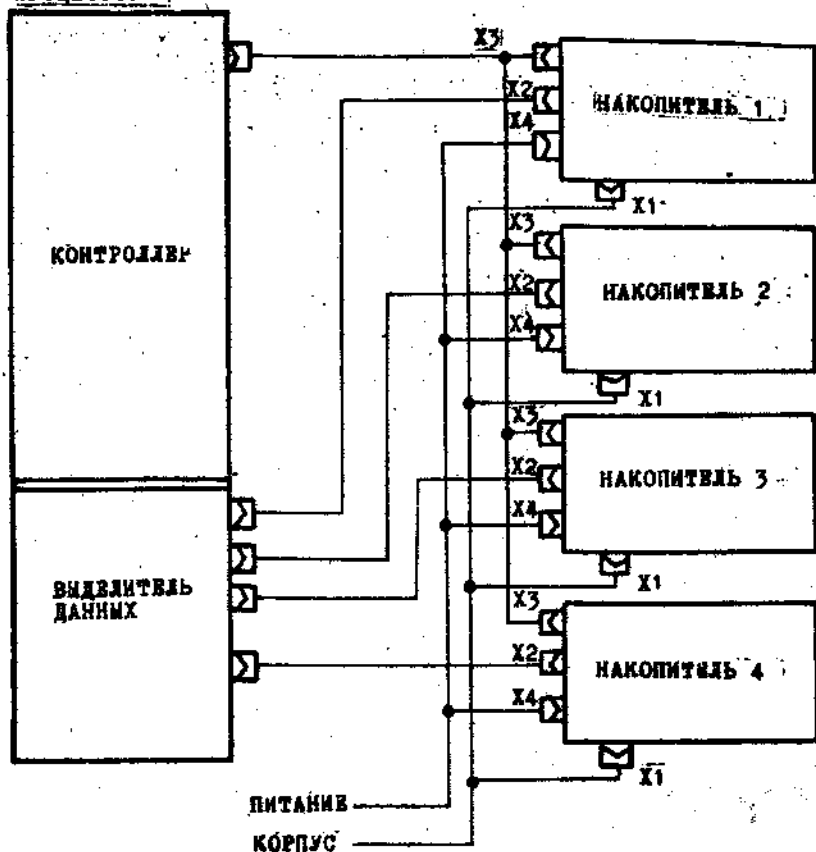 X3
X2
X4
НАКОПИТЕЛЬ 1
X1
КОНТРОЛЛЕР
X3
X2
X4
НАКОПИТЕЛЬ 2
X1
X3
X2
X4
НАКОПИТЕЛЬ 3
X1
ВЫДЕЛИТЕЛЬ
ДАННЫХ
X3
X2
X4
НАКОПИТЕЛЬ 4
X1
ПИТАНИЕ
КОРПУС